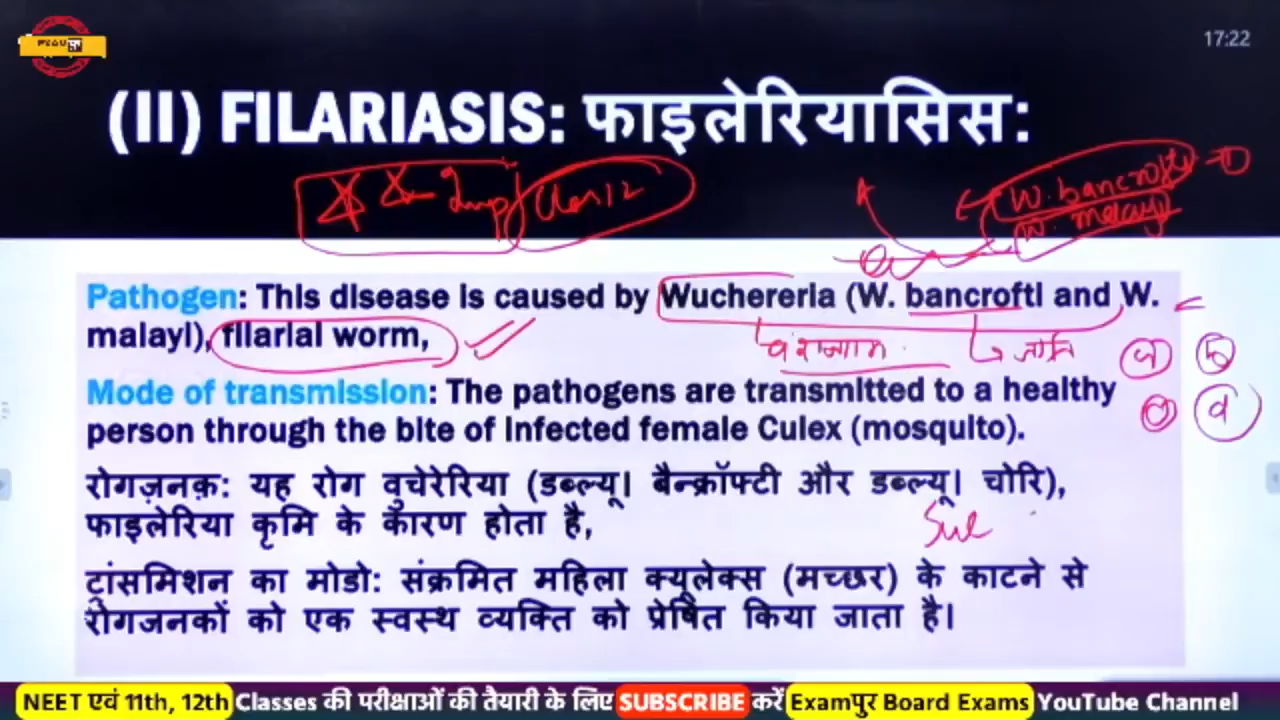 17:22
(II) FILARIASIS: फाइलेरियासिस:
Imp Class 12
W. bancrofti
W. malayi
Pathogen: This disease is caused by Wuchereria (W. bancrofti and W.
malayi), filarial worm,
Mode of transmission: The pathogens are transmitted to a healthy
person through the bite of infected female Culex (mosquito).
रोगज़नक़: यह रोग वुचेरेरिया (डब्ल्यू। बैन्क्रॉफ्टी और डब्ल्यू। चोरि),
फाइलेरिया कृमि के कारण होता है,
ट्रांसमिशन का मोडो: संक्रमित महिला क्यूलेक्स (मच्छर) के काटने से
रोगजनकों को एक स्वस्थ व्यक्ति को प्रेषित किया जाता है।
NEET एवं 11th, 12th Classes की परीक्षाओं की तैयारी के लिए SUBSCRIBE करें Examपुर Board Exams YouTube Channel